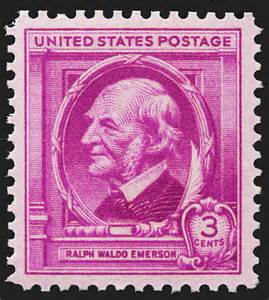 UNITED STATES POSTAGE
3
CENTS
RALPH WALDO EMERSON